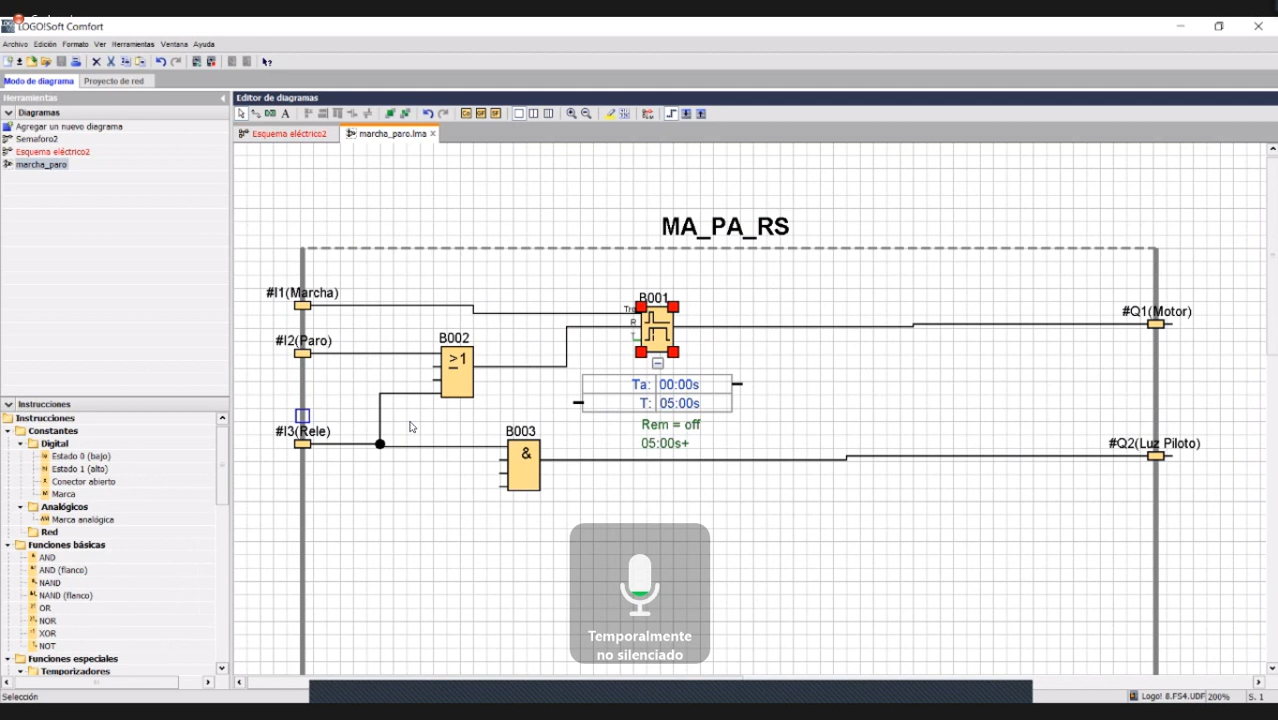 LOGO!Soft Comfort
Archivo Edición Formato Ver Herramientas Ventana Ayuda
Modo de diagrama Proyecto de red
Herramientas
Diagramas
Agregar un nuevo diagrama
Semaforo2
Esquema eléctrico2
marcha_paro
Instrucciones
Instrucciones
Constantes
Digital
Estado 0 (bajo)
Estado 1 (alto)
Conector abierto
Marca
Analógicos
Marca analógica
Red
Funciones básicas
AND
AND (flanco)
NAND
NAND (flanco)
OR
NOR
XOR
NOT
Funciones especiales
Temporizadores
Editor de diagramas
Esquema eléctrico2
marcha_paro.lma
MA_PA_RS
#I1(Marcha)
#I2(Paro)
#I3(Rele)
B002
>1
B003
&
B001
Trg
R
T
Ta: 00:00s
T: 05:00s
Rem = off
05:00s+
#Q1(Motor)
#Q2(Luz Piloto)
Temporalmente
no silenciado
Selección
Logo! 8.FS4.UDF 200%
S. 1